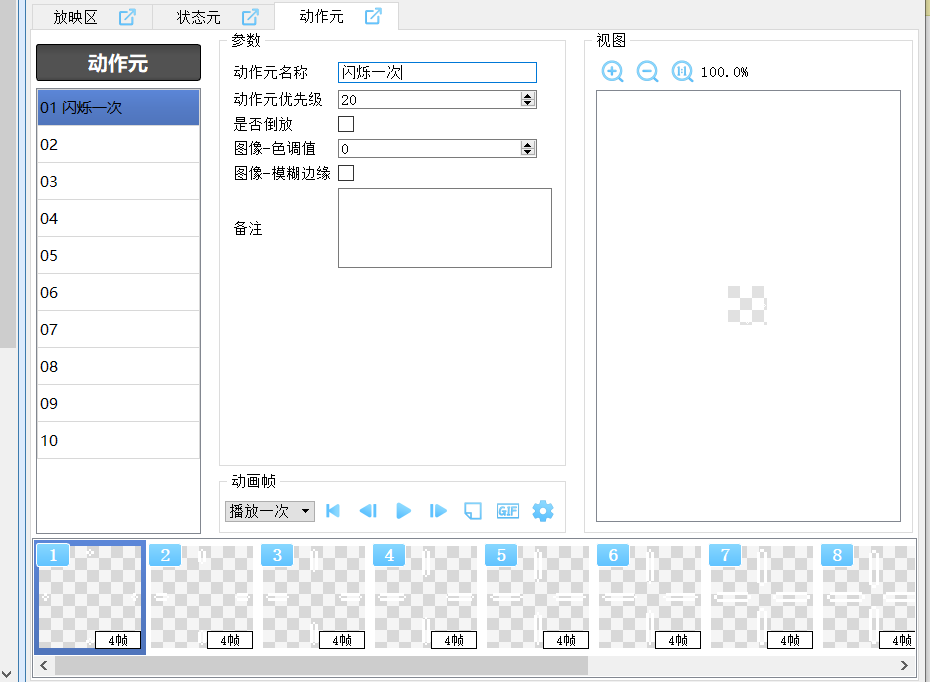 放映区 状态元 动作元
动作元
01 闪烁一次
02
03
04
05
06
07
08
09
10
参数
动作元名称 闪烁一次
动作元优先级 20
是否倒放
图像-色调值 0
图像-模糊边缘
备注
动画帧
播放一次 GIF
视图
1:1 100.0%
1 2 3 4 5 6 7 8
4帧 4帧 4帧 4帧 4帧 4帧 4帧 4帧